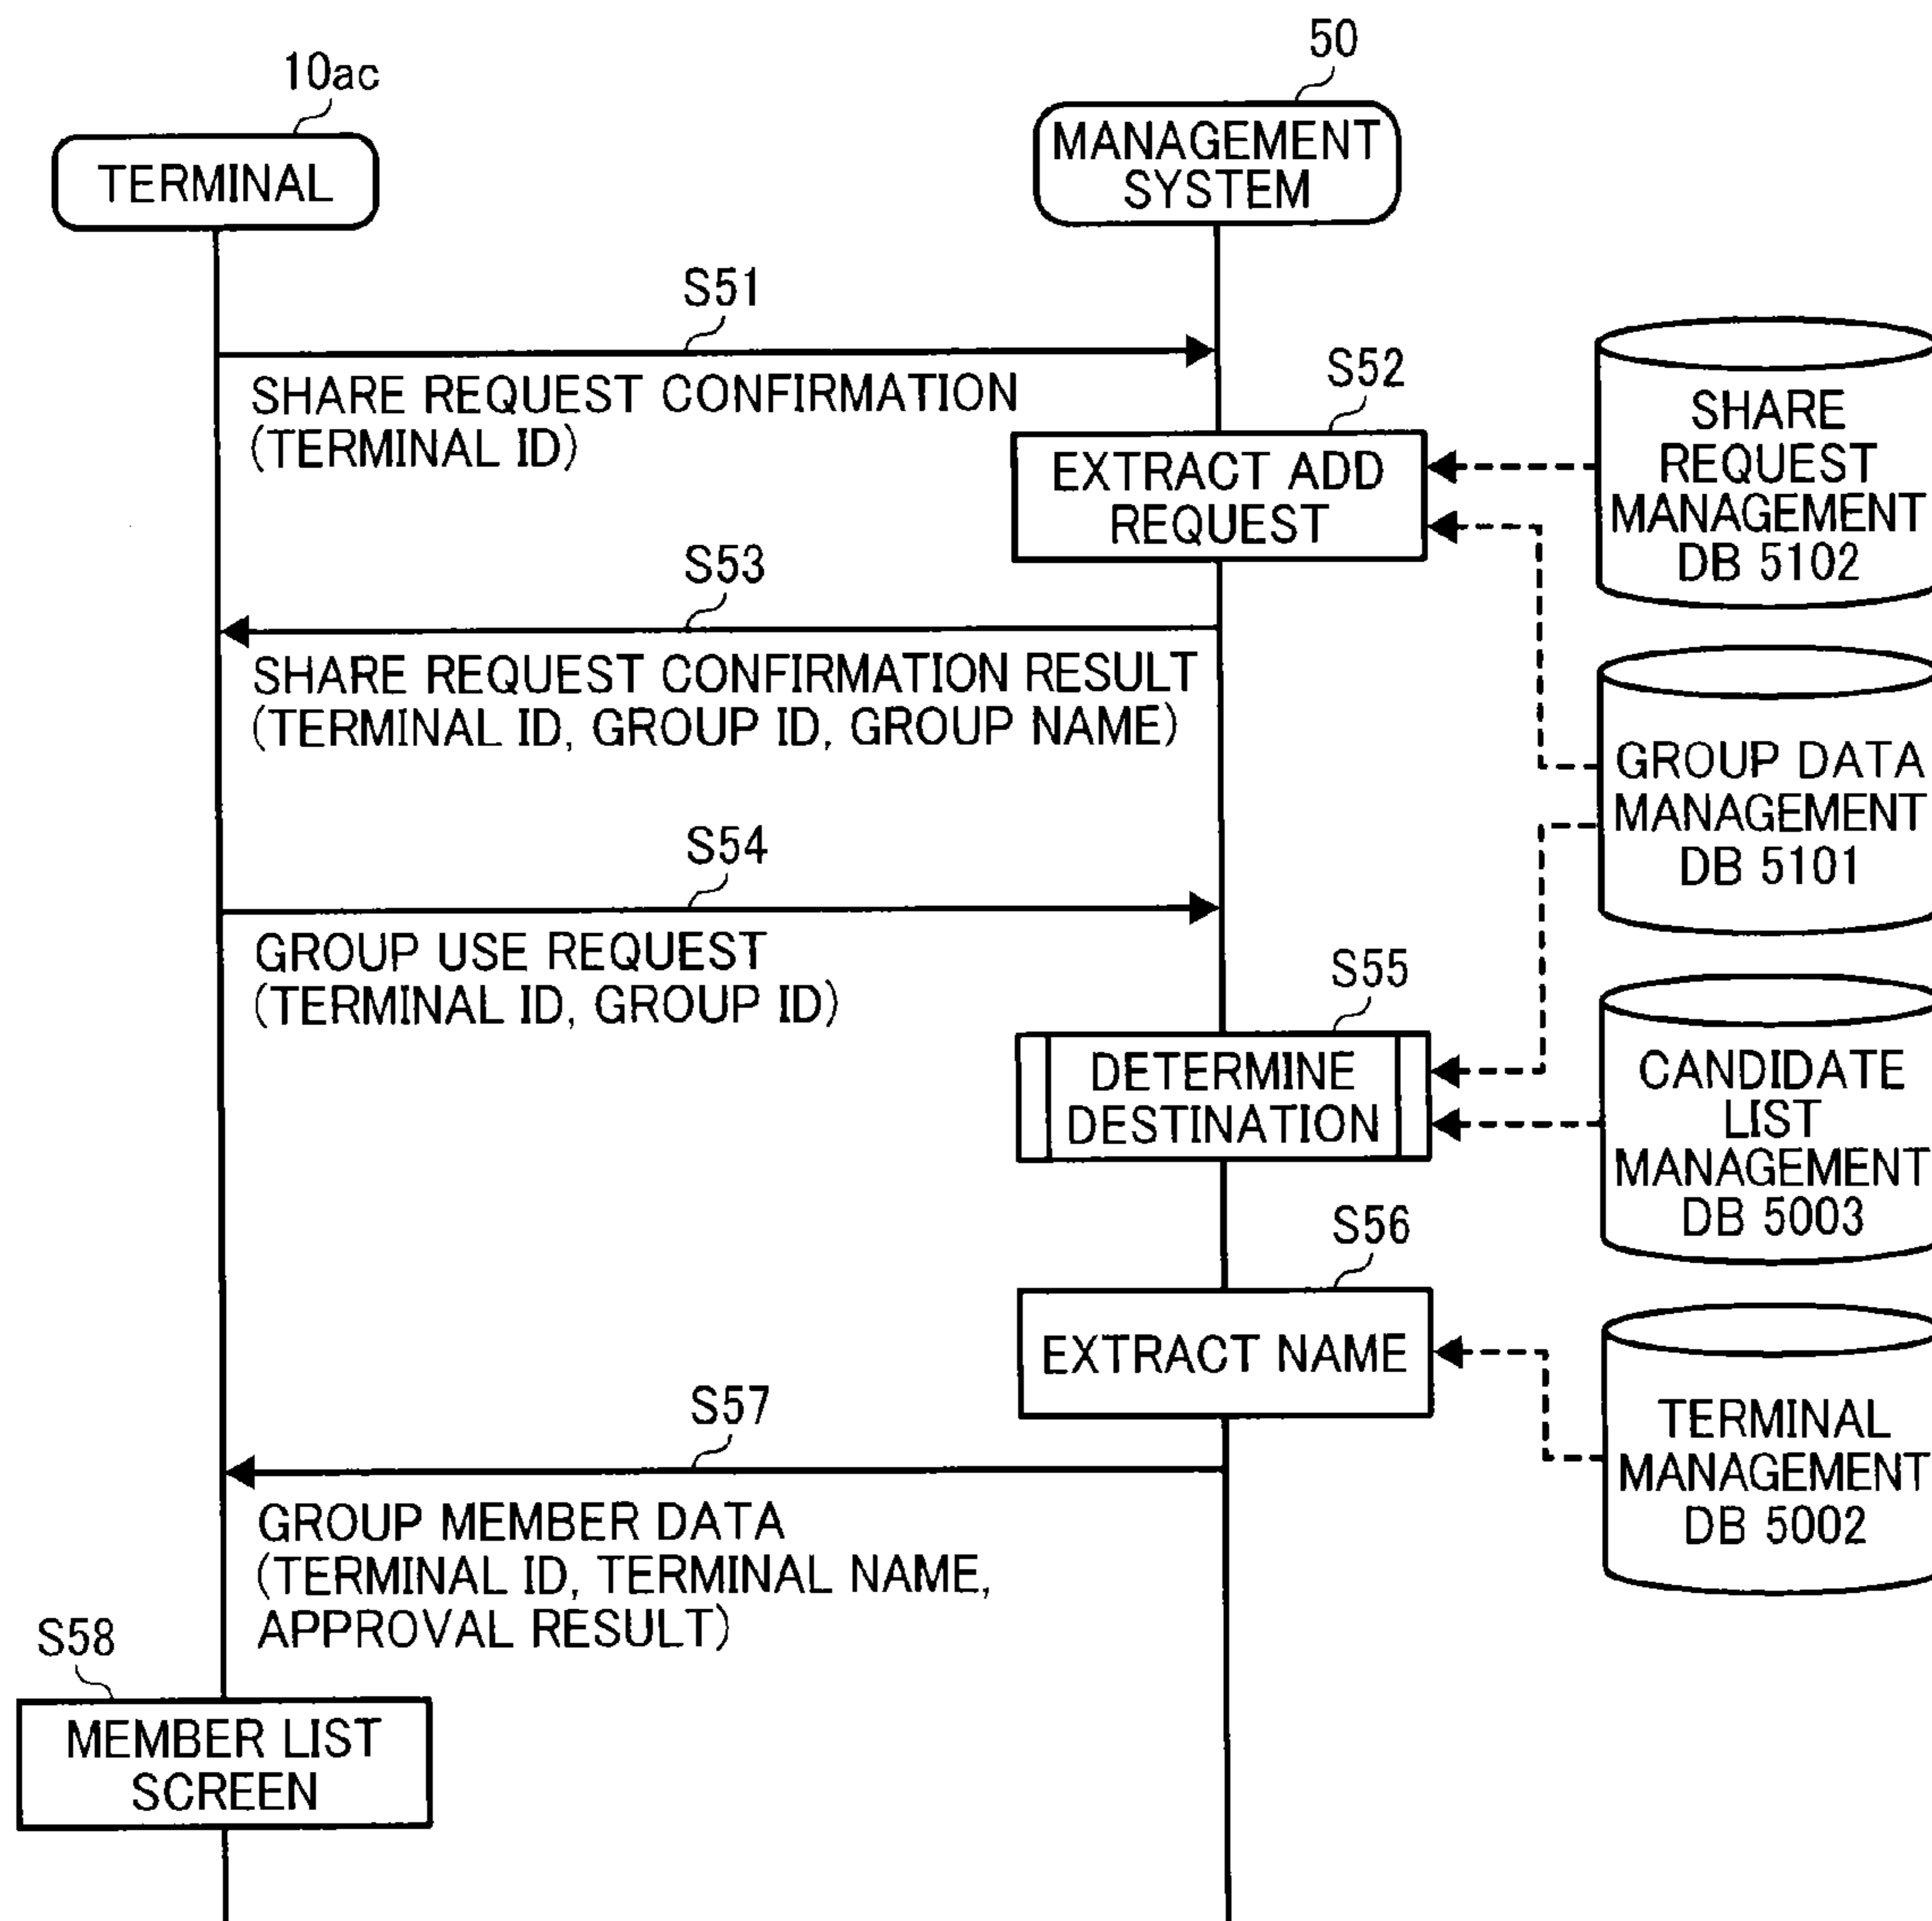 10ac
50
TERMINAL
MANAGEMENT
SYSTEM
S51
SHARE REQUEST CONFIRMATION
(TERMINAL ID)
S52
EXTRACT ADD
REQUEST
SHARE
REQUEST
MANAGEMENT
DB 5102
S53
SHARE REQUEST CONFIRMATION RESULT
(TERMINAL ID, GROUP ID, GROUP NAME)
GROUP DATA
MANAGEMENT
DB 5101
S54
GROUP USE REQUEST
(TERMINAL ID, GROUP ID)
S55
DETERMINE
DESTINATION
CANDIDATE
LIST
MANAGEMENT
DB 5003
S56
EXTRACT NAME
TERMINAL
MANAGEMENT
DB 5002
S57
GROUP MEMBER DATA
(TERMINAL ID, TERMINAL NAME,
APPROVAL RESULT)
S58
MEMBER LIST
SCREEN